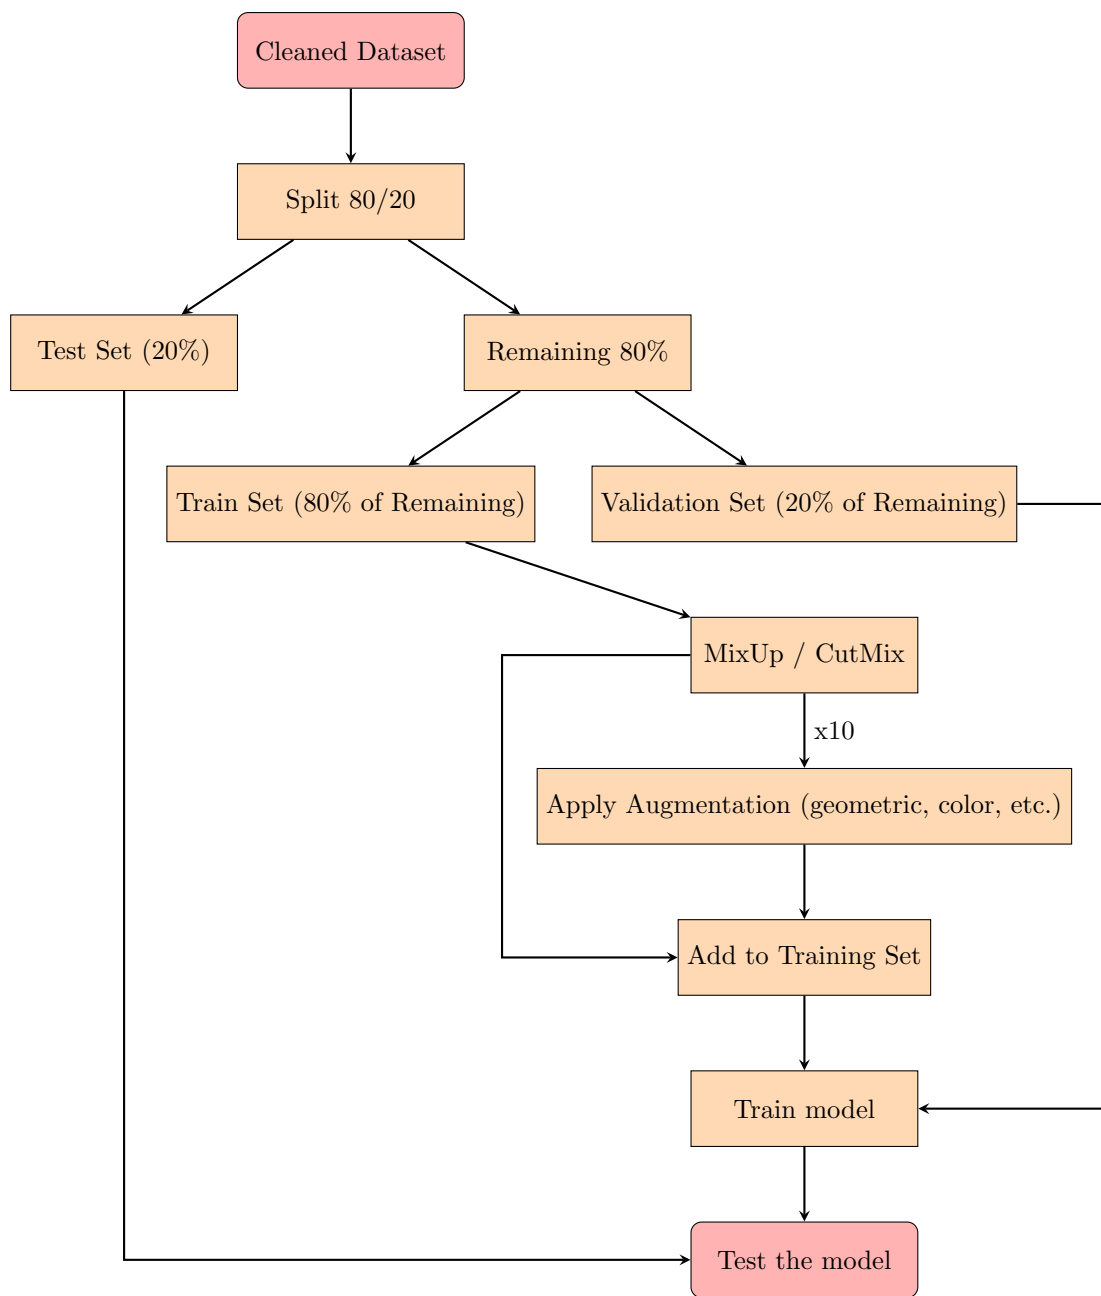 Cleaned Dataset
Split 80/20
Test Set (20%)
Remaining 80%
Train Set (80% of Remaining)
Validation Set (20% of Remaining)
MixUp / CutMix
x10
Apply Augmentation (geometric, color, etc.)
Add to Training Set
Train model
Test the model